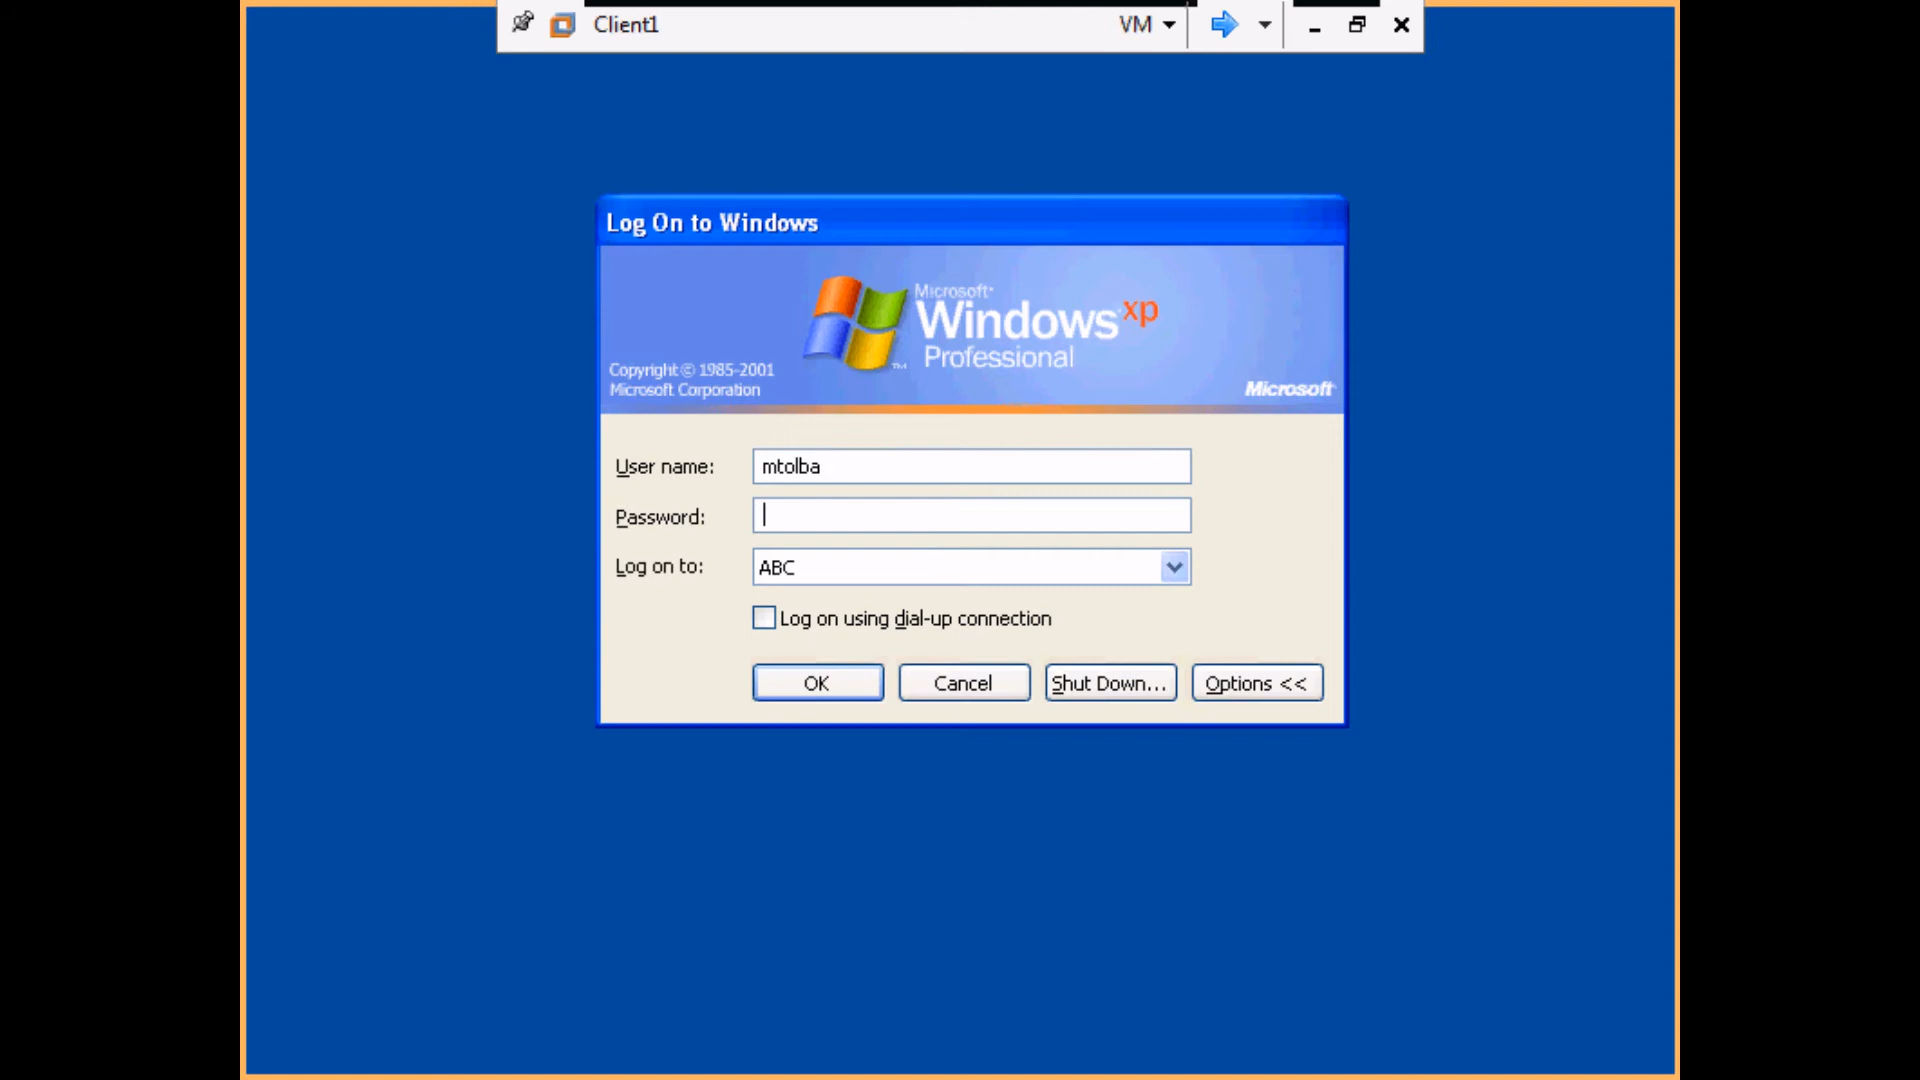 Client1
VM
Log On to Windows
Microsoft
Windows xp
Professional
TM
Copyright © 1985-2001
Microsoft Corporation
Microsoft
User name: mtolba
Password:
Log on to: ABC
Log on using dial-up connection
OK Cancel Shut Down... Options <<